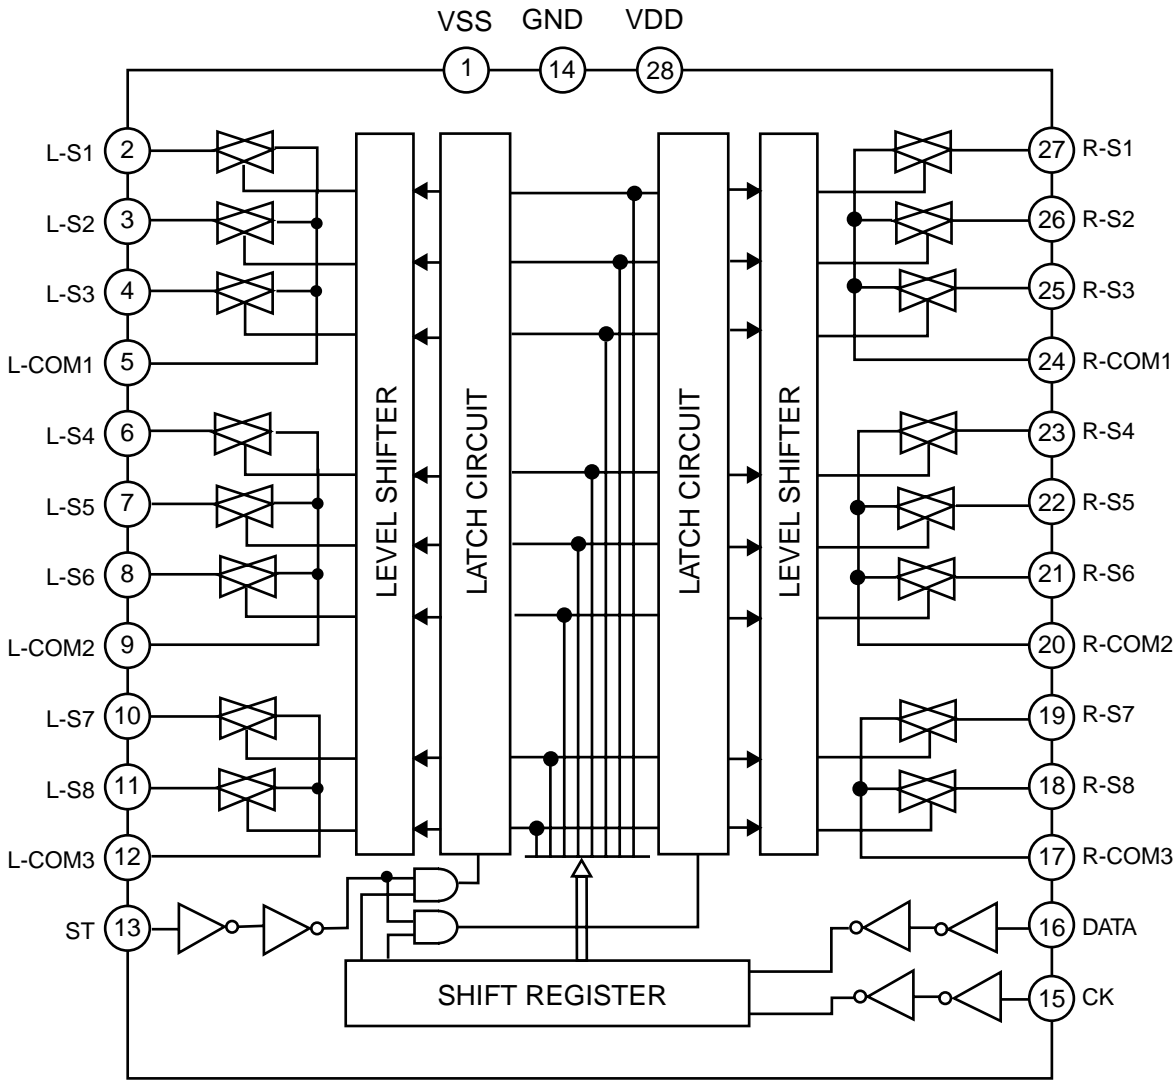 VSS GND VDD
1 14 28
L-S1 2 27 R-S1
L-S2 3 26 R-S2
L-S3 4 25 R-S3
L-COM1 5 24 R-COM1
L-S4 6 23 R-S4
L-S5 7 22 R-S5
L-S6 8 21 R-S6
L-COM2 9 20 R-COM2
L-S7 10 19 R-S7
L-S8 11 18 R-S8
L-COM3 12 17 R-COM3
ST 13 16 DATA
15 CK
LEVEL SHIFTER
LATCH CIRCUIT
LATCH CIRCUIT
LEVEL SHIFTER
SHIFT REGISTER